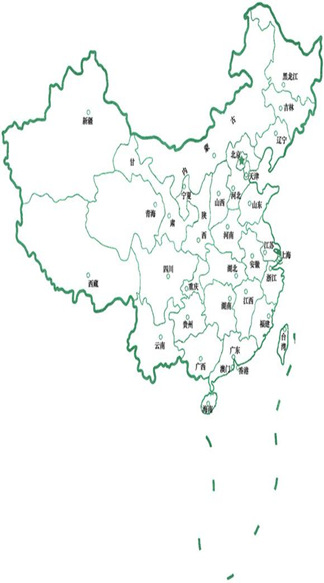 黑龙江
吉林
辽宁
内
蒙
古
新疆
北京
天津
甘
肃
宁夏
山西
河北
山东
青海
陕
西
河南
江苏
上海
安徽
四川
湖北
重庆
浙江
西藏
湖南
江西
贵州
福建
云南
台
湾
广东
广西
澳门
香港
海南